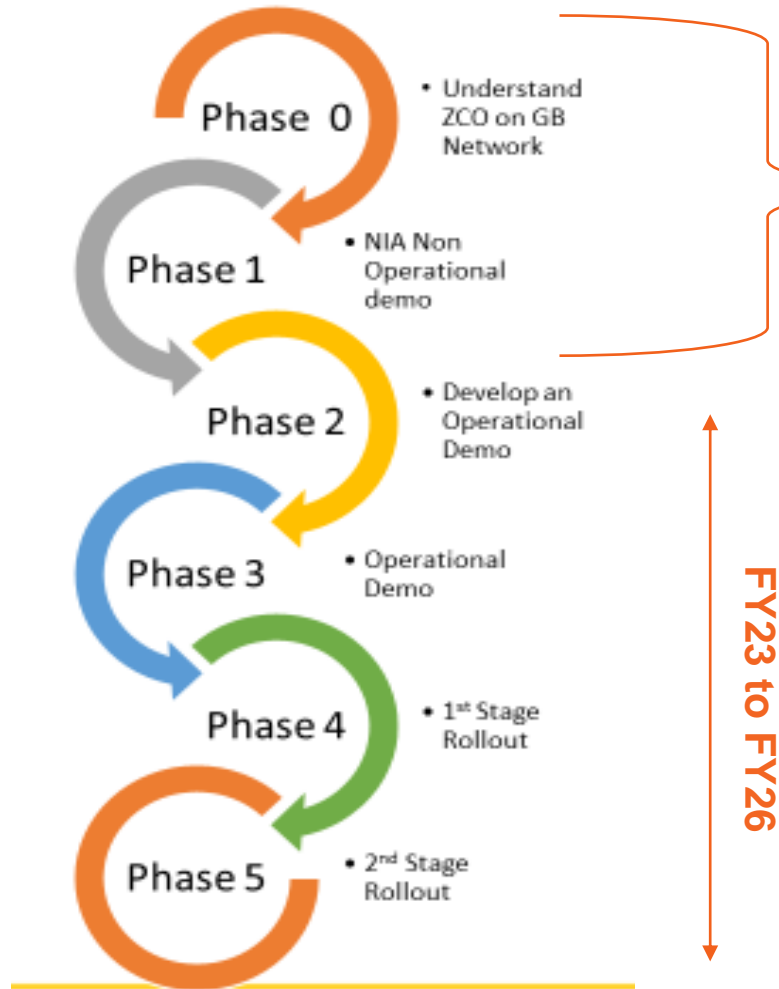 Phase 0
• Understand
ZCO on GB
Network
Phase 1
• NIA Non
Operational
demo
Phase 2
• Develop an
Operational
Demo
Phase 3
• Operational
Demo
Phase 4
• 1st Stage
Rollout
Phase 5
• 2nd Stage
Rollout
FY23 to FY26